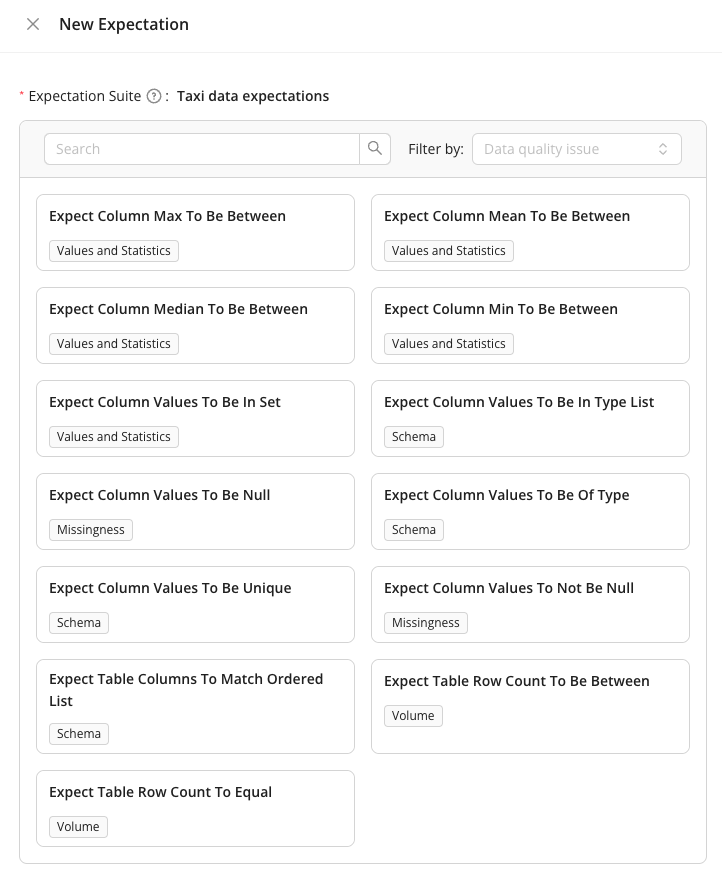 New Expectation
* Expectation Suite ? : Taxi data expectations
Search
Filter by:
Data quality issue
Expect Column Max To Be Between
Values and Statistics
Expect Column Mean To Be Between
Values and Statistics
Expect Column Median To Be Between
Values and Statistics
Expect Column Min To Be Between
Values and Statistics
Expect Column Values To Be In Set
Values and Statistics
Expect Column Values To Be In Type List
Schema
Expect Column Values To Be Null
Missingness
Expect Column Values To Be Of Type
Schema
Expect Column Values To Be Unique
Schema
Expect Column Values To Not Be Null
Missingness
Expect Table Columns To Match Ordered
List
Schema
Expect Table Row Count To Be Between
Volume
Expect Table Row Count To Equal
Volume